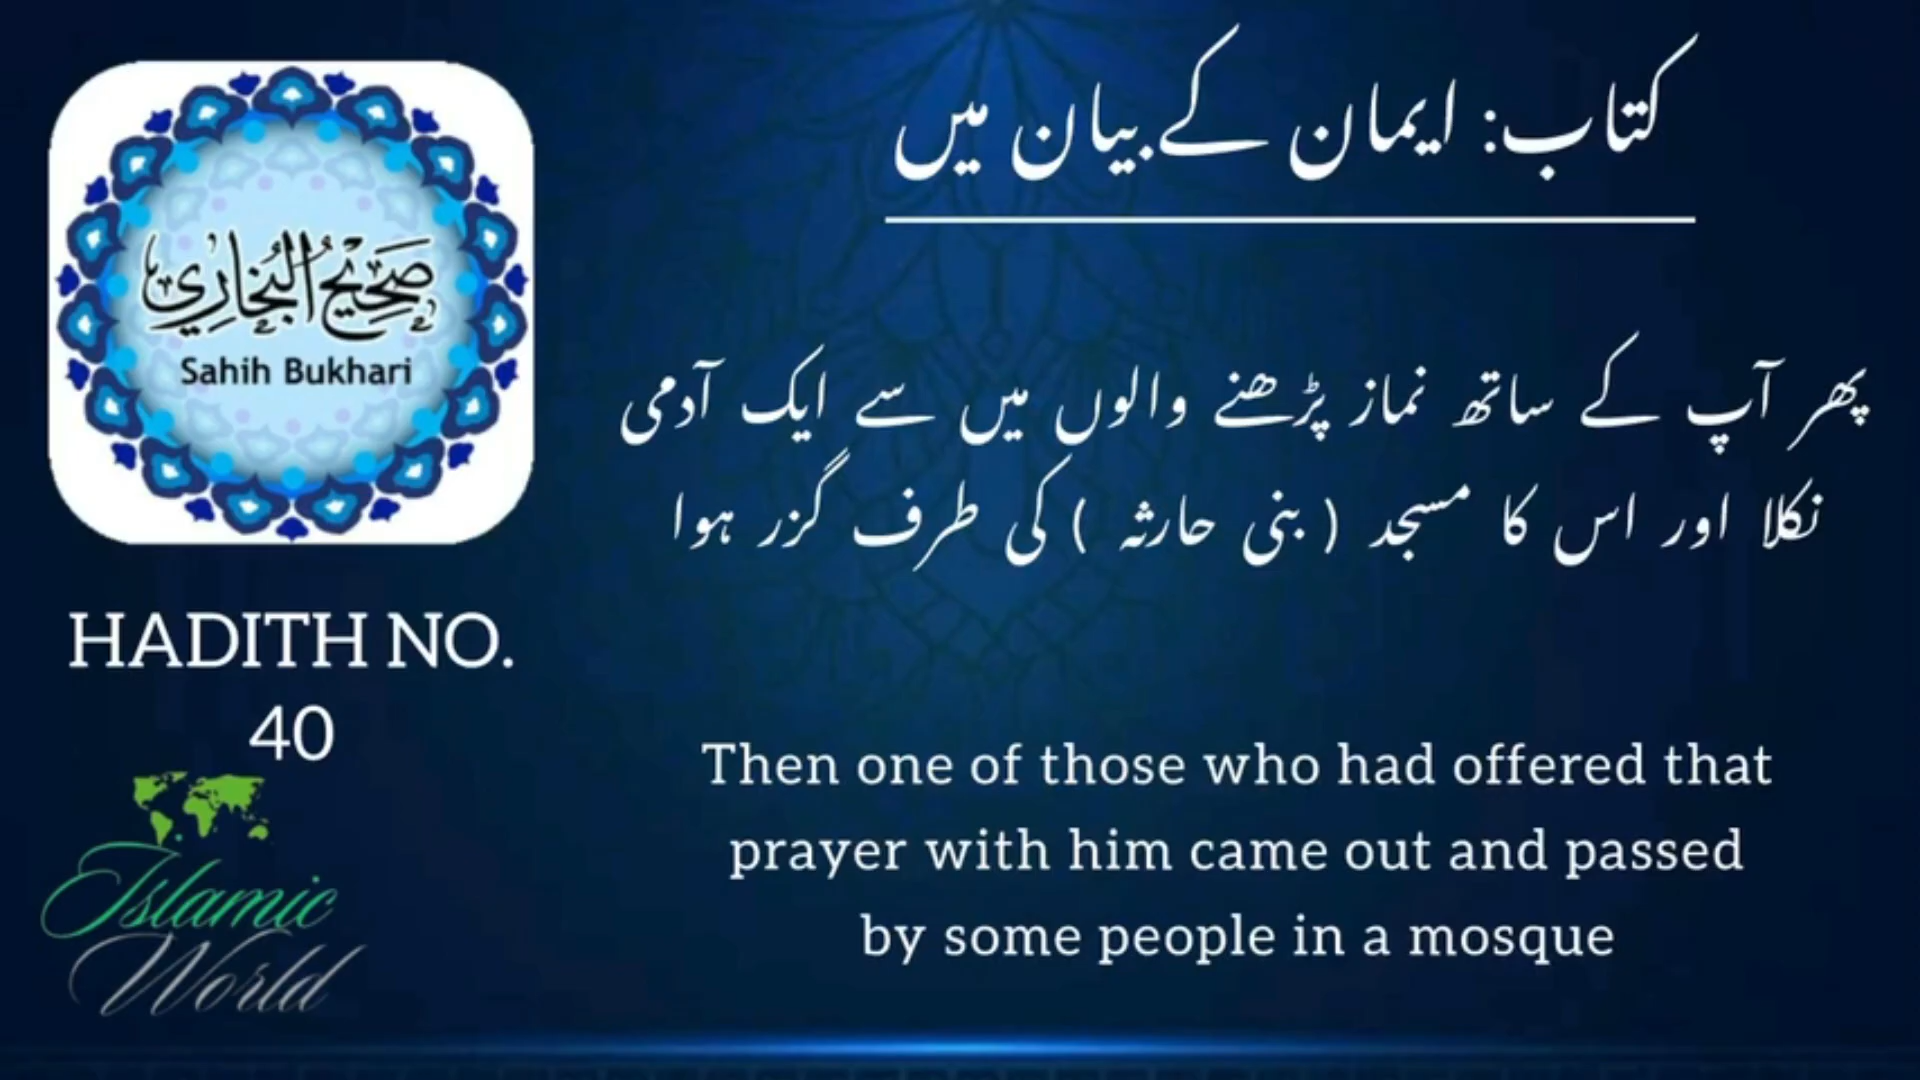 کتاب: ایمان کے بیان میں
صَحِيحُ البُخارِي
Sahih Bukhari
پھر آپ کے ساتھ نماز پڑھنے والوں میں سے ایک آدمی
نکلا اور اس کا مسجد ( بنی حارثہ ) کی طرف گزر ہوا
HADITH NO.
40
Then one of those who had offered that
prayer with him came out and passed
by some people in a mosque
Islamic
World